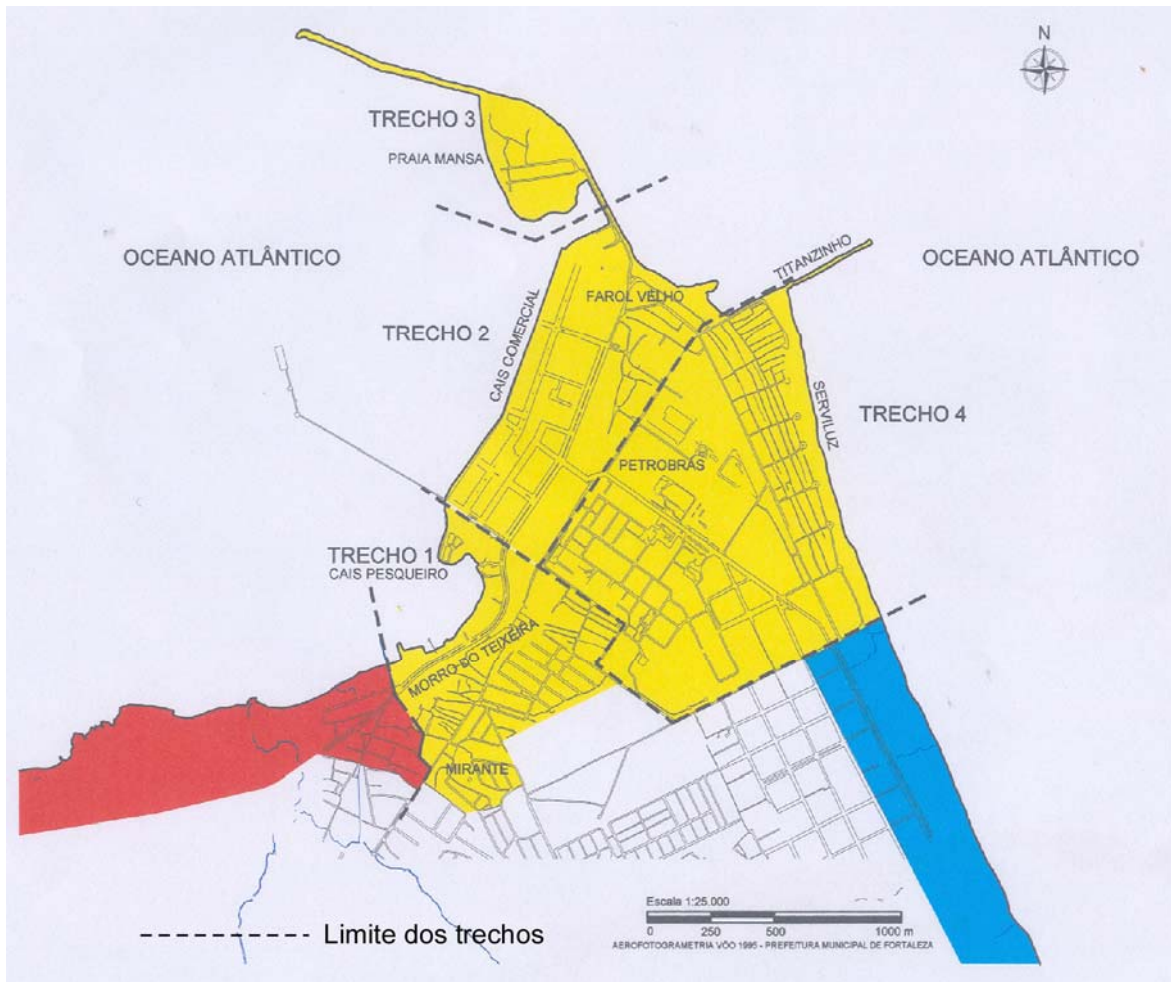 N
TRECHO 3
PRAIA MANSA
OCEANO ATLÂNTICO
TITANZINHO
OCEANO ATLÂNTICO
FAROL VELHO
TRECHO 2
CAIS COMERCIAL
SERVILUZ
TRECHO 4
PETROBRÁS
TRECHO 1
CAIS PESQUEIRO
MORRO DO TEIXEIRA
MIRANTE
Escala 1:25.000
0 250 500 1000 m
AEROFOTOGRAMETRIA VÔO 1995 - PREFEITURA MUNICIPAL DE FORTALEZA
Limite dos trechos